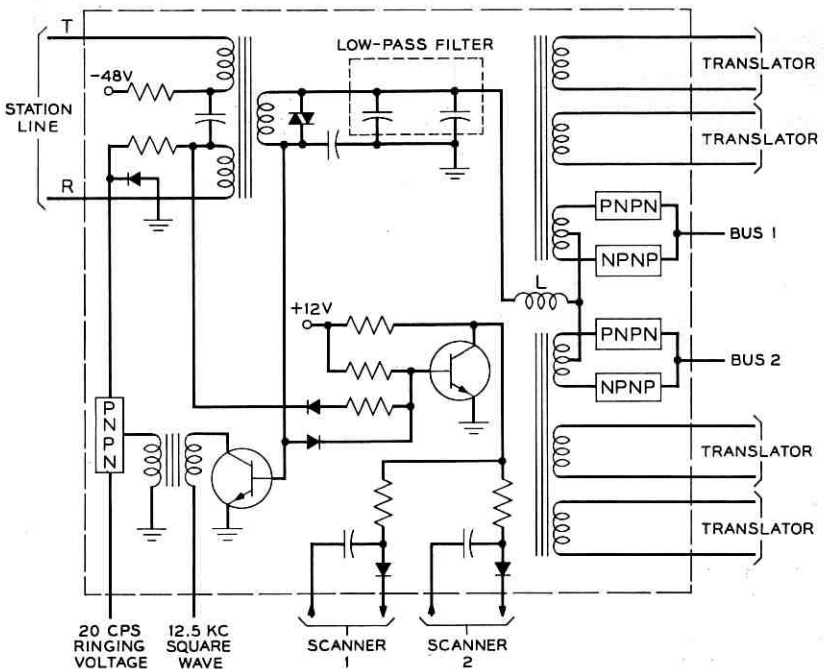 LOW-PASS FILTER
T
-48V
STATION
LINE
R
TRANSLATOR
TRANSLATOR
PNPN
BUS 1
NPNP
L
+12V
PNPN
BUS 2
NPNP
PNPN
TRANSLATOR
TRANSLATOR
20 CPS
RINGING
VOLTAGE
12.5 KC
SQUARE
WAVE
SCANNER
1
SCANNER
2